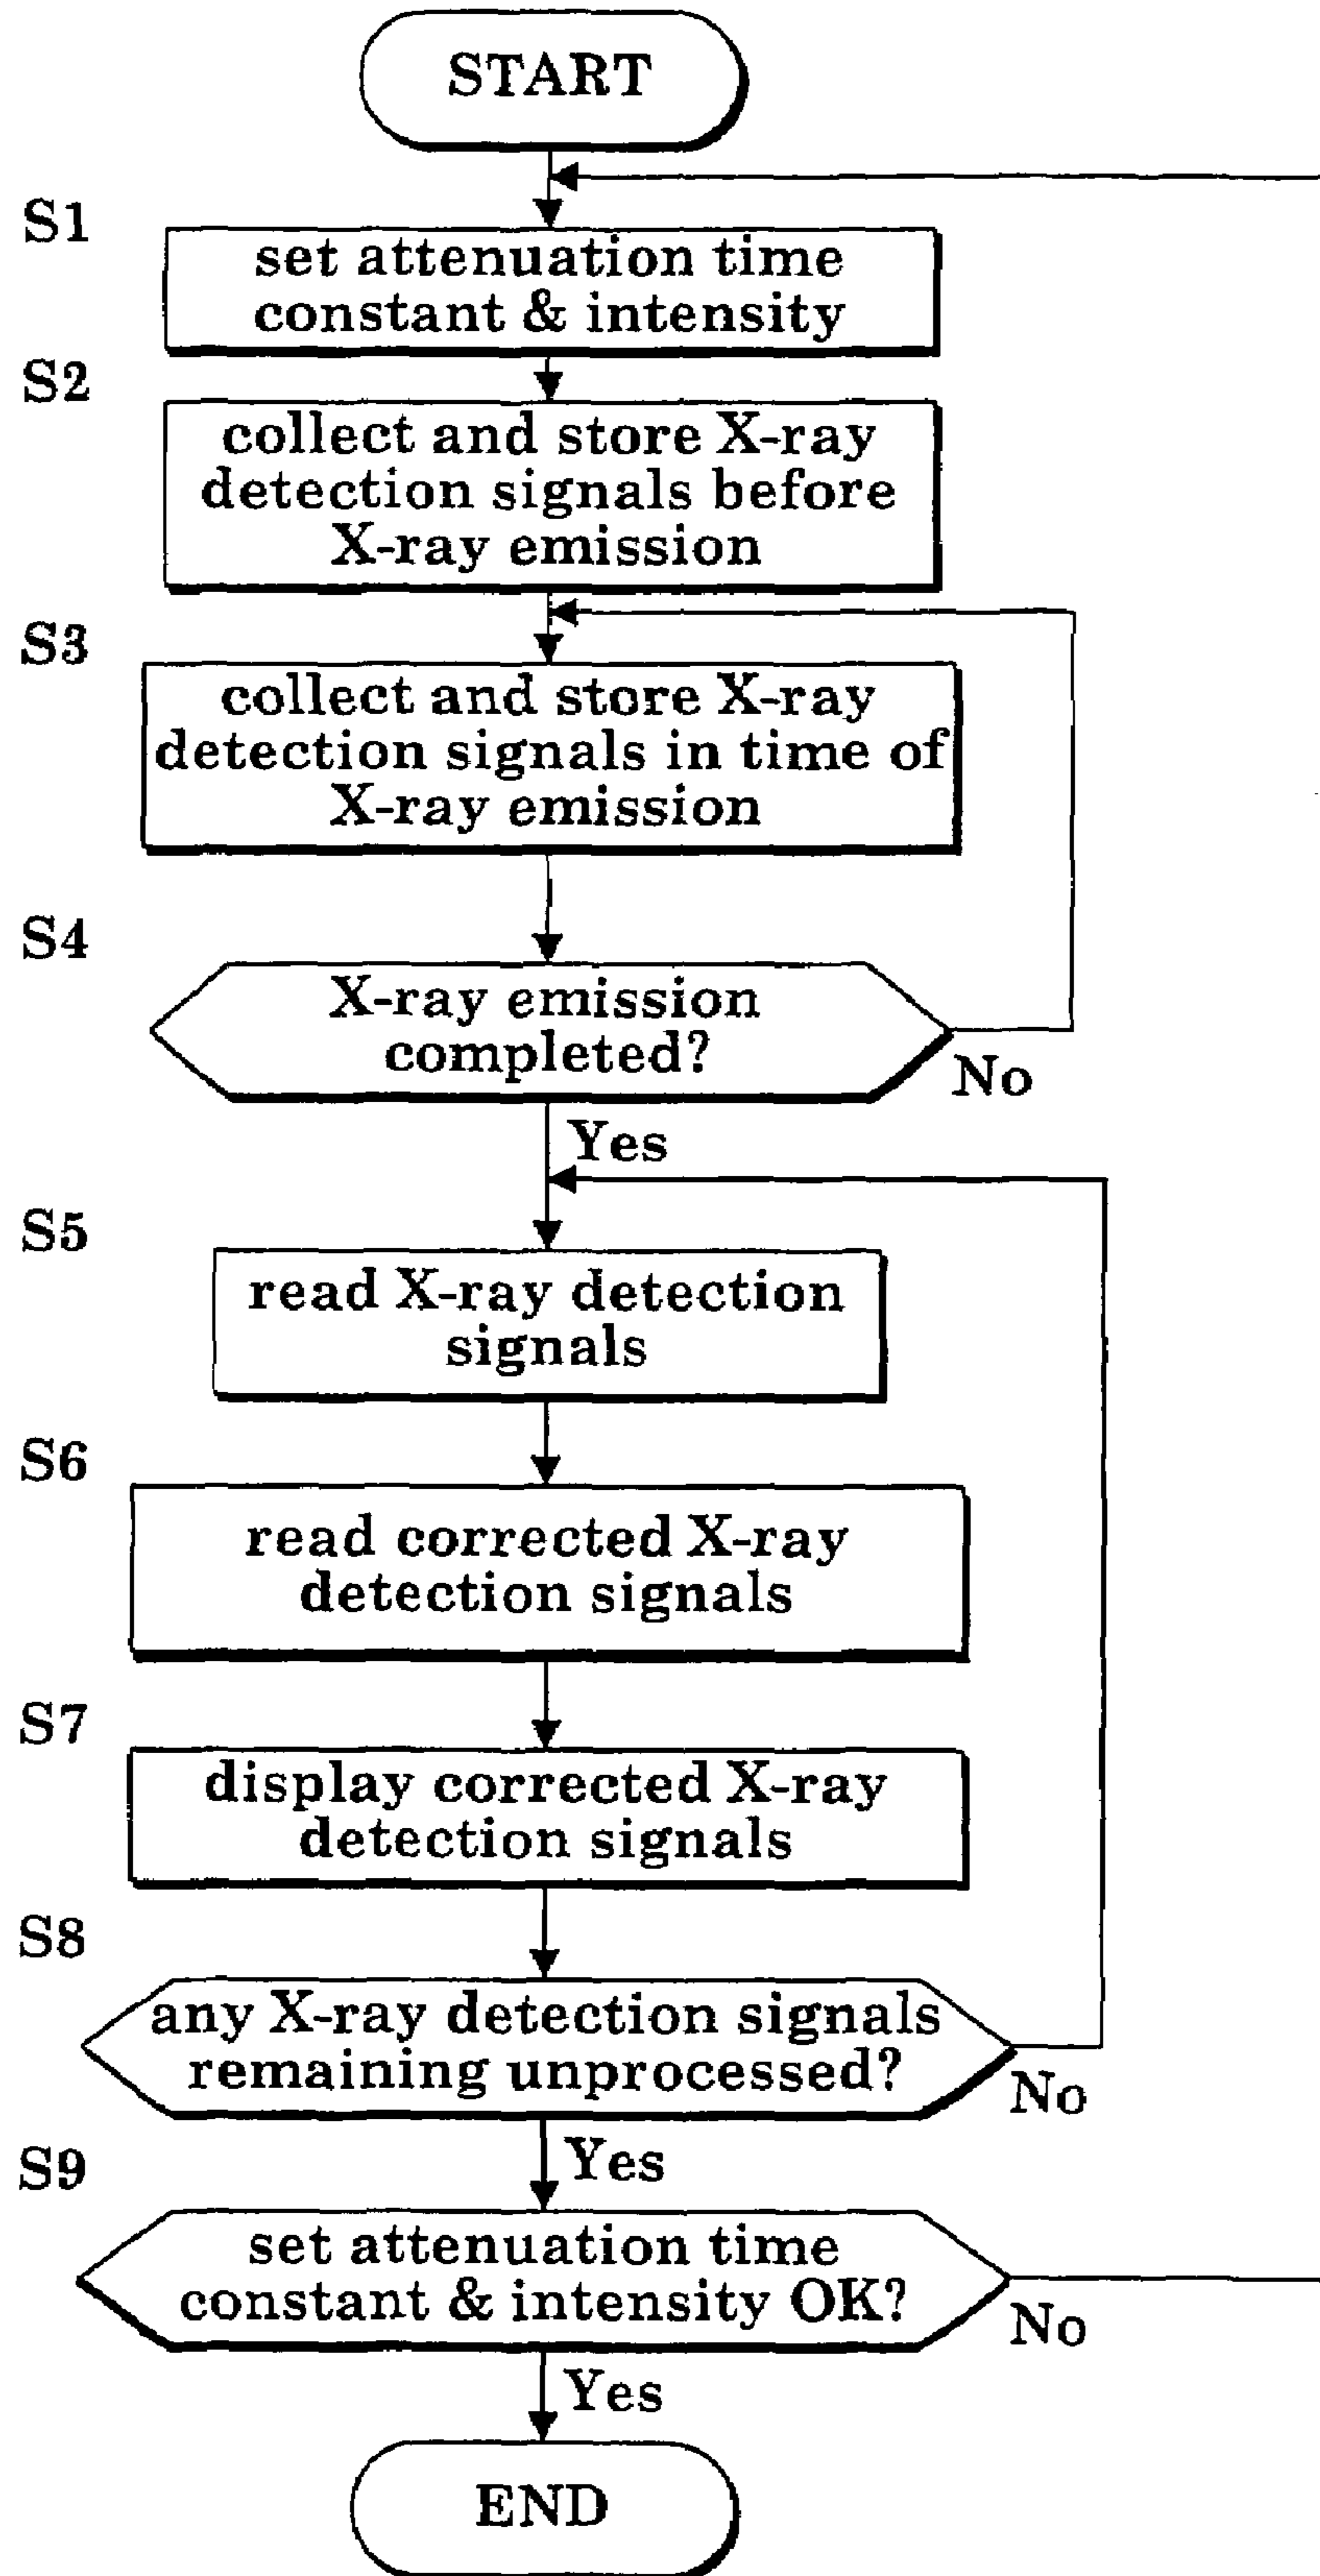 START
S1
set attenuation time
constant & intensity
S2
collect and store X-ray
detection signals before
X-ray emission
S3
collect and store X-ray
detection signals in time of
X-ray emission
S4
X-ray emission
completed?
No
Yes
S5
read X-ray detection
signals
S6
read corrected X-ray
detection signals
S7
display corrected X-ray
detection signals
S8
any X-ray detection signals
remaining unprocessed?
No
Yes
S9
set attenuation time
constant & intensity OK?
No
Yes
END